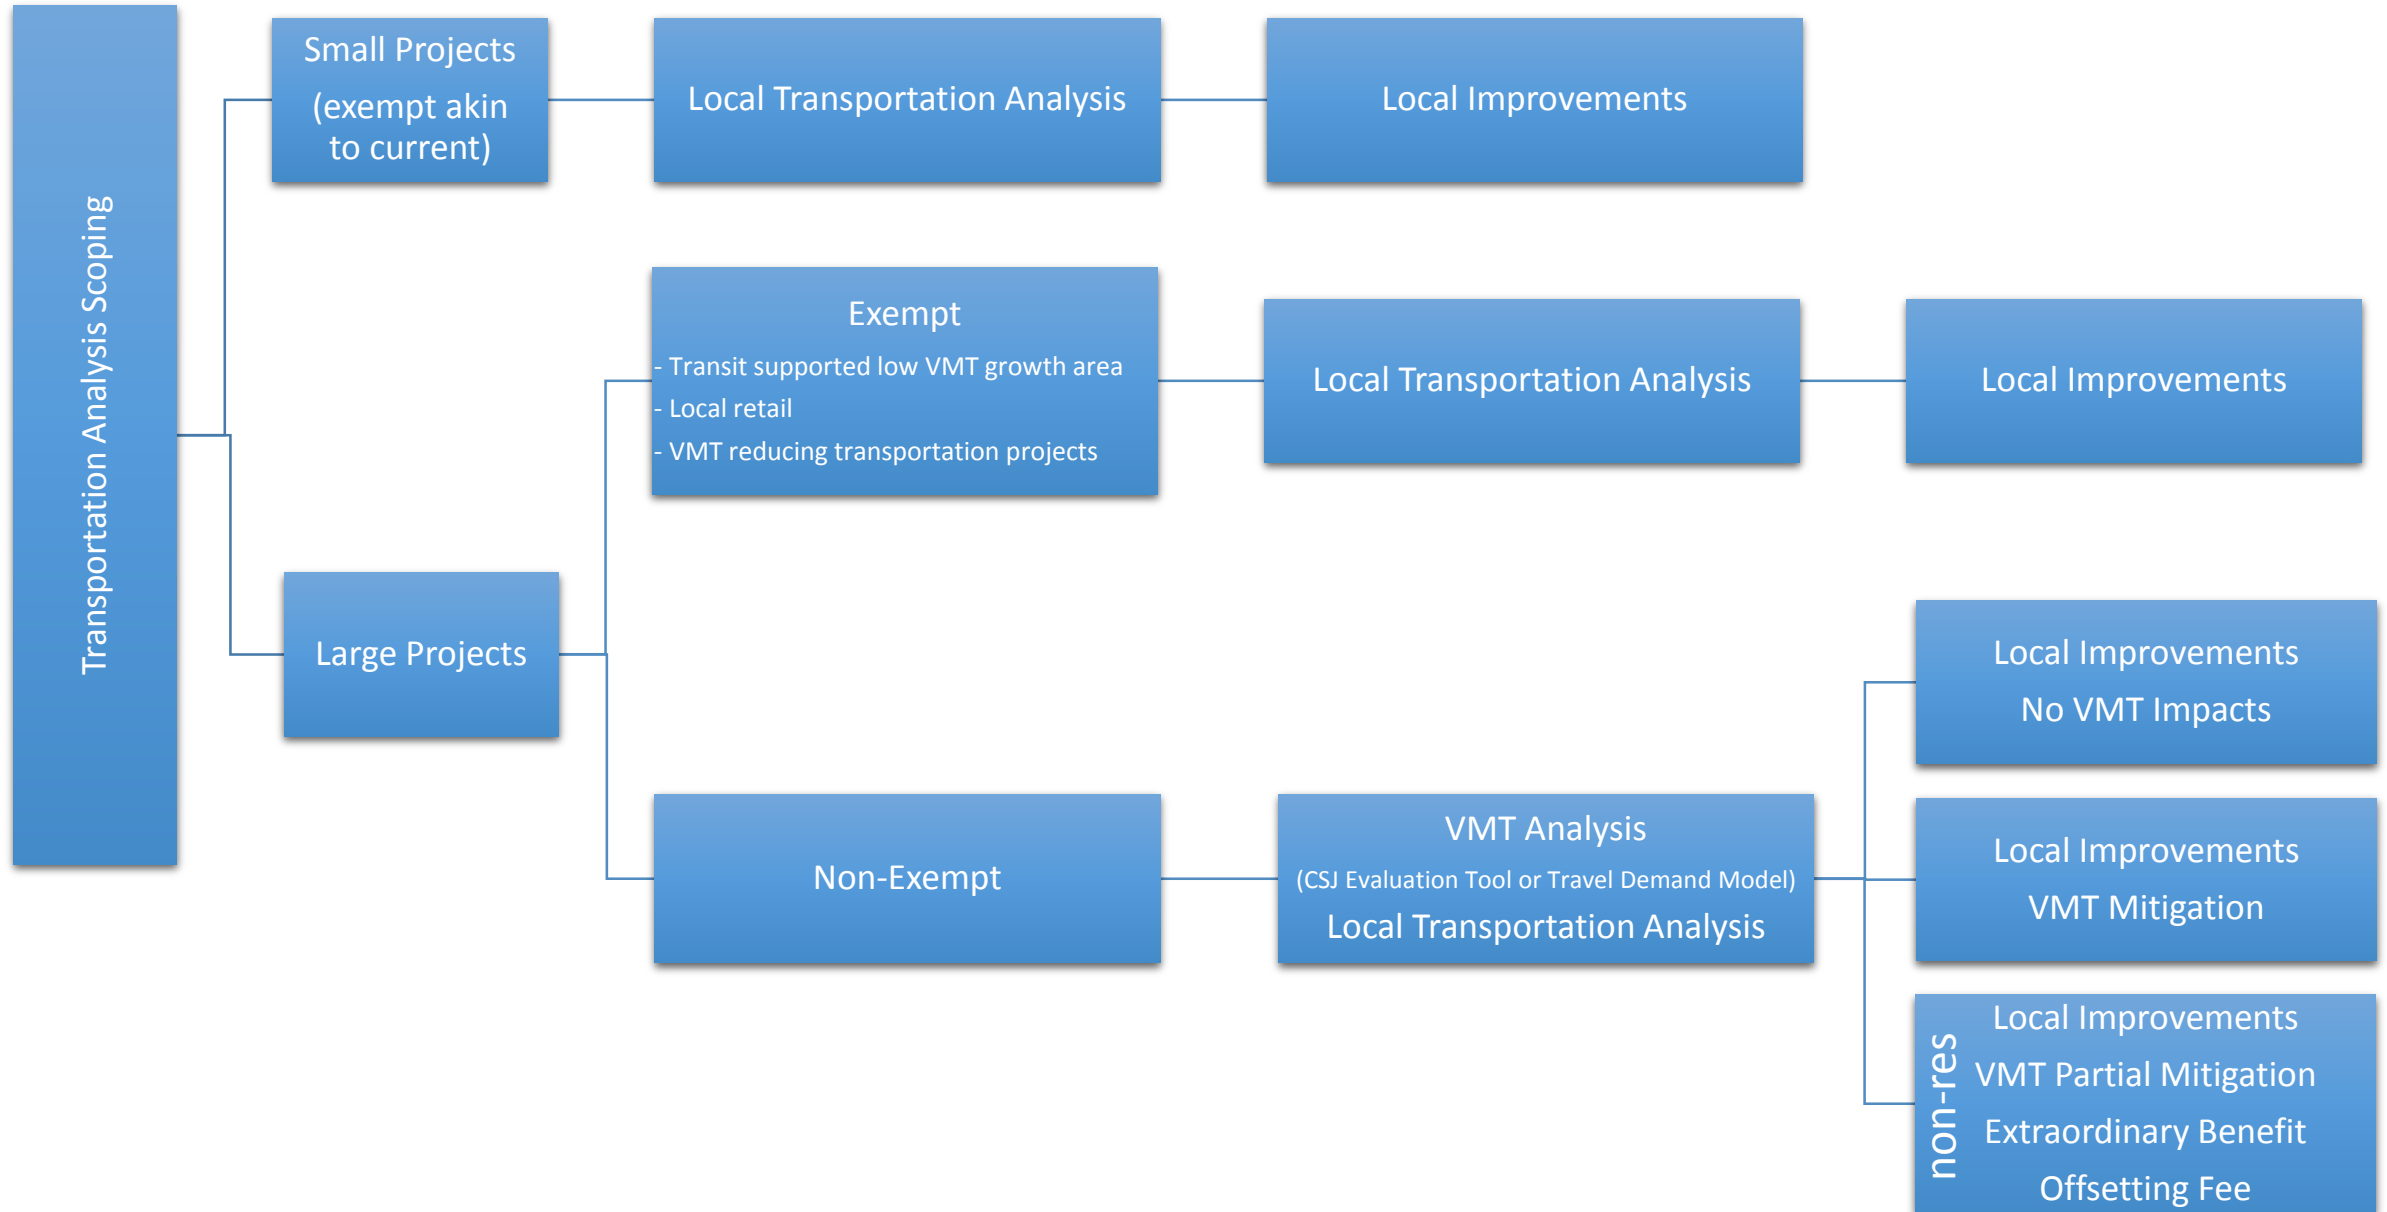 Transportation Analysis Scoping
Small Projects
(exempt akin
to current)
Local Transportation Analysis
Local Improvements
Exempt
- Transit supported low VMT growth area
- Local retail
- VMT reducing transportation projects
Local Transportation Analysis
Local Improvements
Large Projects
Non-Exempt
VMT Analysis
(CSJ Evaluation Tool or Travel Demand Model)
Local Transportation Analysis
Local Improvements
No VMT Impacts
Local Improvements
VMT Mitigation
non-res
Local Improvements
VMT Partial Mitigation
Extraordinary Benefit
Offsetting Fee